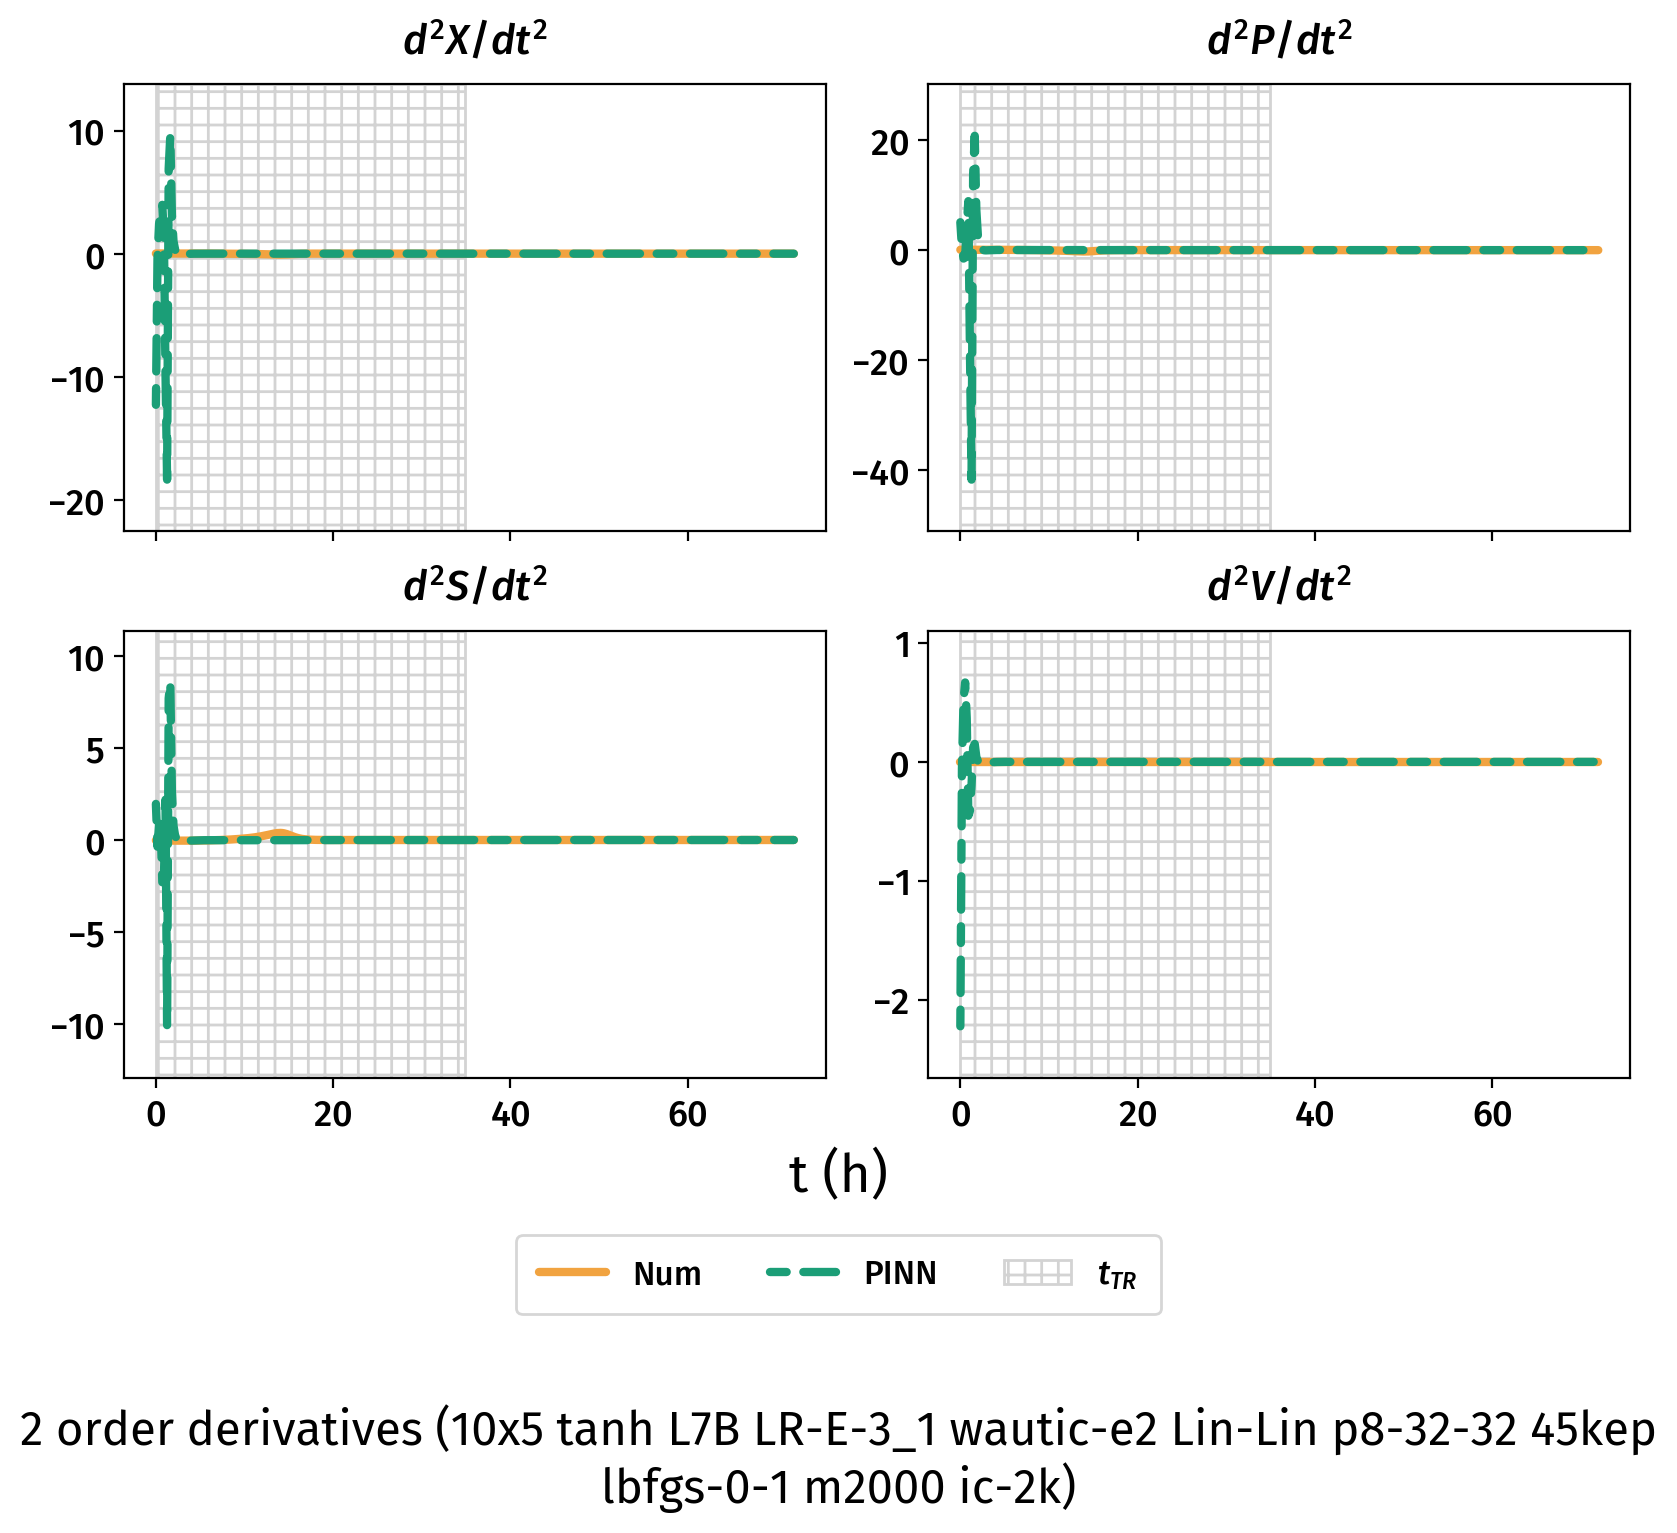 d²X/dt²
d²P/dt²
10
0
−10
−20
20
0
−20
−40
d²S/dt²
d²V/dt²
10
5
0
−5
−10
1
0
−1
−2
0 20 40 60
0 20 40 60
t (h)
Num PINN t_TR
2 order derivatives (10x5 tanh L7B LR-E-3_1 wautic-e2 Lin-Lin p8-32-32 45kep
lbfgs-0-1 m2000 ic-2k)